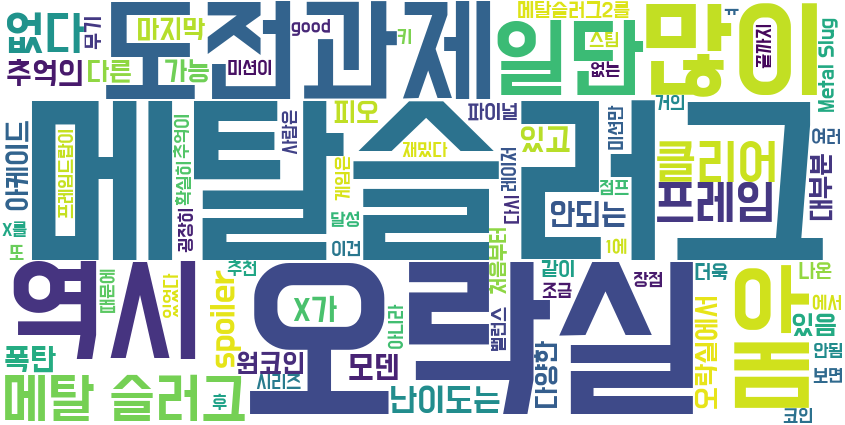 없다
무기
도전과제
마지막
good
키
메탈슬러그2를
스팀
없는
일단
많이
ㅠ
끝까지
Metal Slug
추억의
다른
가능
미션이
메탈슬러그
아케이드
프레임드랍이
확실히
추억이
사람은
피오
게임은
재밌다
파이널
레이저
다시
있고
거의
미션만
클리어
여러
점프
프레임
대부분
X를
또
굉장히
달성
이건
안되는
1에
역시
때문에
있었다
추천
spoiler
X가
오락실
아니라
처음부터
밸런스
같이
조금
장점
더욱
나온
아
에서
있음
앰
오락실에서
폭탄
원코인
시리즈
모덴
다양한
안됨
보면
메탈 슬러그
후
난이도는
코인